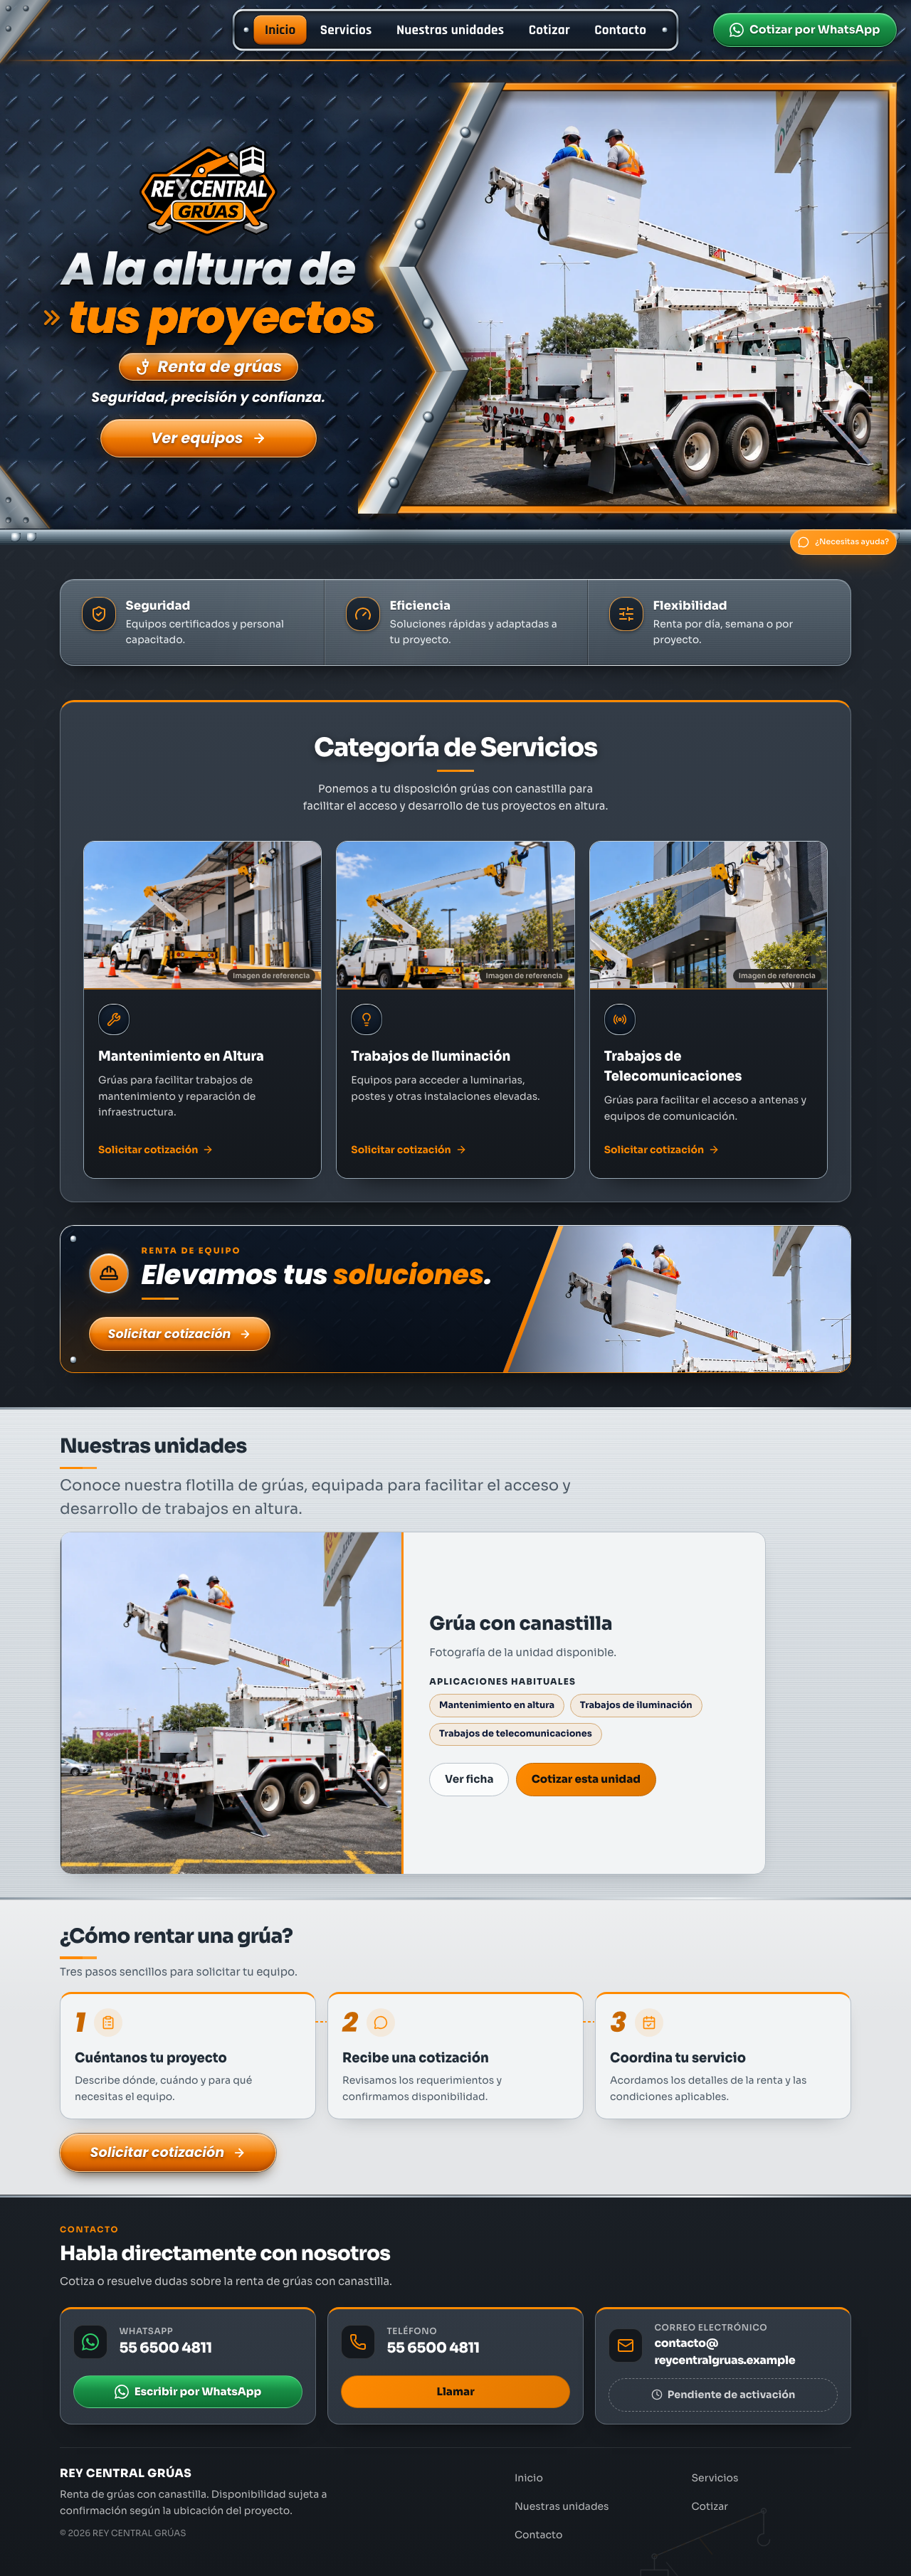 Inicio
Servicios
Nuestras unidades
Cotizar
Contacto
Cotizar por WhatsApp
REY CENTRAL
GRÚAS
A la altura de
tus proyectos
Renta de grúas
Seguridad, precisión y confianza.
Ver equipos
¿Necesitas ayuda?
Seguridad
Equipos certificados y personal
capacitado.
Eficiencia
Soluciones rápidas y adaptadas a
tu proyecto.
Flexibilidad
Renta por día, semana o por
proyecto.
Categoría de Servicios
Ponemos a tu disposición grúas con canastilla para
facilitar el acceso y desarrollo de tus proyectos en altura.
Imagen de referencia
Imagen de referencia
Imagen de referencia
Mantenimiento en Altura
Grúas para facilitar trabajos de
mantenimiento y reparación de
infraestructura.
Solicitar cotización
Trabajos de Iluminación
Equipos para acceder a luminarias,
postes y otras instalaciones elevadas.
Solicitar cotización
Trabajos de
Telecomunicaciones
Grúas para facilitar el acceso a antenas y
equipos de comunicación.
Solicitar cotización
RENTA DE EQUIPO
Elevamos tus soluciones.
Solicitar cotización
Nuestras unidades
Conoce nuestra flotilla de grúas, equipada para facilitar el acceso y
desarrollo de trabajos en altura.
Grúa con canastilla
Fotografía de la unidad disponible.
APLICACIONES HABITUALES
Mantenimiento en altura
Trabajos de iluminación
Trabajos de telecomunicaciones
Ver ficha
Cotizar esta unidad
¿Cómo rentar una grúa?
Tres pasos sencillos para solicitar tu equipo.
1
Cuéntanos tu proyecto
Describe dónde, cuándo y para qué
necesitas el equipo.
2
Recibe una cotización
Revisamos los requerimientos y
confirmamos disponibilidad.
3
Coordina tu servicio
Acordamos los detalles de la renta y las
condiciones aplicables.
Solicitar cotización
CONTACTO
Habla directamente con nosotros
Cotiza o resuelve dudas sobre la renta de grúas con canastilla.
WHATSAPP
55 6500 4811
Escribir por WhatsApp
TELÉFONO
55 6500 4811
Llamar
CORREO ELECTRÓNICO
contacto@
reycentralgruas.example
Pendiente de activación
REY CENTRAL GRÚAS
Renta de grúas con canastilla. Disponibilidad sujeta a
confirmación según la ubicación del proyecto.
© 2026 REY CENTRAL GRÚAS
Inicio
Servicios
Nuestras unidades
Cotizar
Contacto